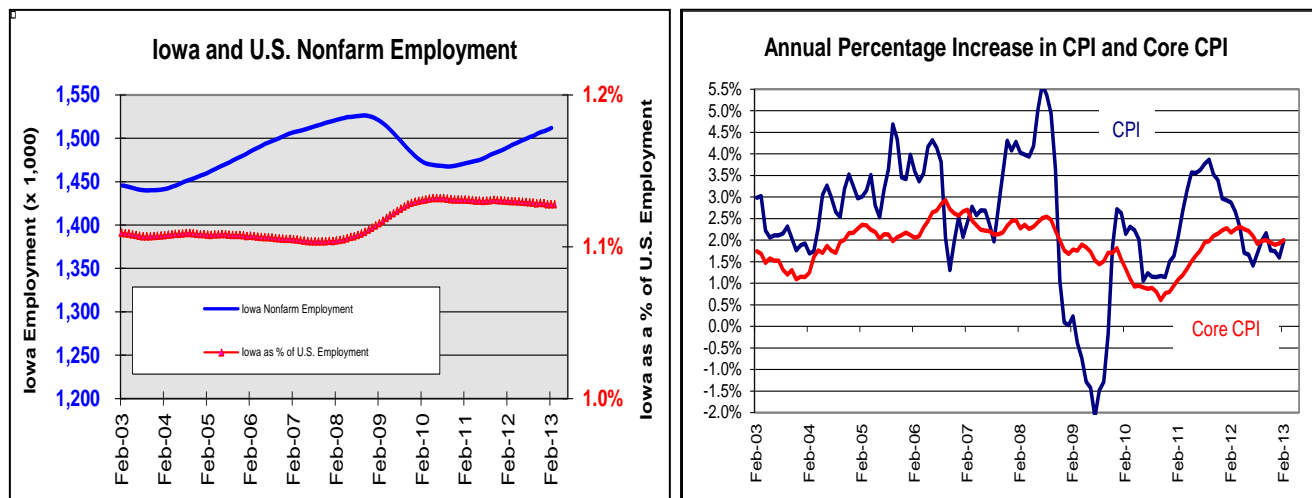 Iowa and U.S. Nonfarm Employment
Iowa Employment (x 1,000)
1,550
1,500
1,450
1,400
1,350
1,300
1,250
1,200
Iowa Nonfarm Employment
Iowa as % of U.S. Employment
1.2%
1.1%
1.0%
Iowa as a % of U.S. Employment
Feb-03
Feb-04
Feb-05
Feb-06
Feb-07
Feb-08
Feb-09
Feb-10
Feb-11
Feb-12
Feb-13
Annual Percentage Increase in CPI and Core CPI
5.5%
5.0%
4.5%
4.0%
3.5%
3.0%
2.5%
2.0%
1.5%
1.0%
0.5%
0.0%
-0.5%
-1.0%
-1.5%
-2.0%
CPI
Core CPI
Feb-03
Feb-04
Feb-05
Feb-06
Feb-07
Feb-08
Feb-09
Feb-10
Feb-11
Feb-12
Feb-13